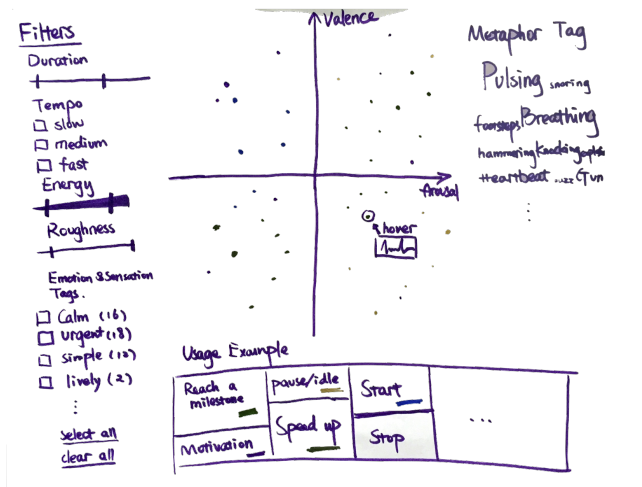 Filters
Duration
Tempo
slow
medium
fast
Energy
Roughness
Emotion & Sensation
Tags.
Calm (16)
urgent (18)
simple (12)
lively (2)
⋮
select all
clear all
Valence
Arousal
hover
Metaphor Tag
Pulsing snoring
footsteps Breathing
hammering Knocking
Heartbeat Gun
⋮
Usage Example
Reach a
milestone
Motivation
pause/idle
Speed up
Start
Stop
...